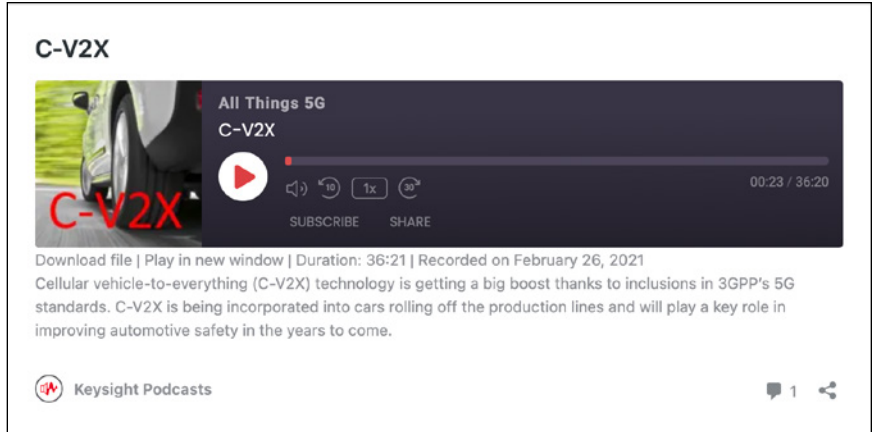 C-V2X
All Things 5G
C-V2X
C-V2X
10 1x 30
00:23 / 36:20
SUBSCRIBE SHARE
Download file | Play in new window | Duration: 36:21 | Recorded on February 26, 2021
Cellular vehicle-to-everything (C-V2X) technology is getting a big boost thanks to inclusions in 3GPP's 5G
standards. C-V2X is being incorporated into cars rolling off the production lines and will play a key role in
improving automotive safety in the years to come.
Keysight Podcasts
1